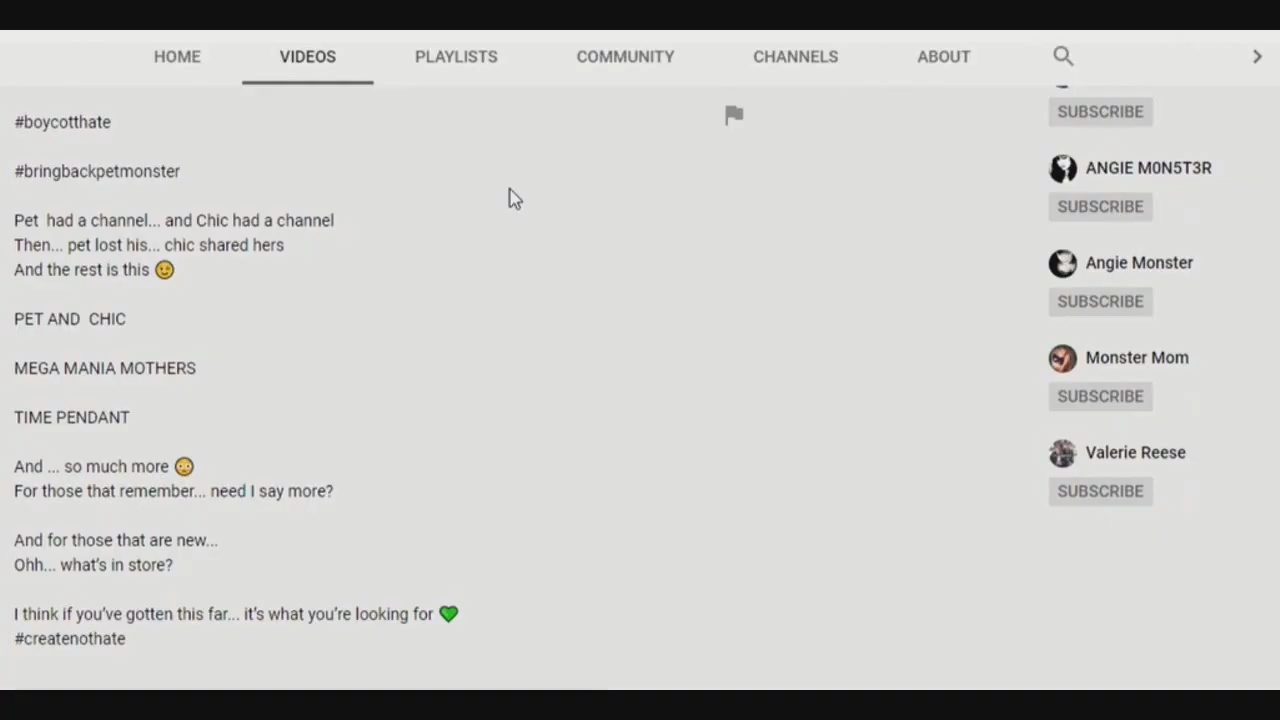 HOME VIDEOS PLAYLISTS COMMUNITY CHANNELS ABOUT
#boycotthate
#bringbackpetmonster
Pet had a channel... and Chic had a channel
Then... pet lost his... chic shared hers
And the rest is this 😉
PET AND CHIC
MEGA MANIA MOTHERS
TIME PENDANT
And ... so much more 😳
For those that remember... need I say more?
And for those that are new...
Ohh... what's in store?
I think if you've gotten this far... it's what you're looking for 💚
#createnothate
SUBSCRIBE
ANGIE M0N5T3R
SUBSCRIBE
Angie Monster
SUBSCRIBE
Monster Mom
SUBSCRIBE
Valerie Reese
SUBSCRIBE